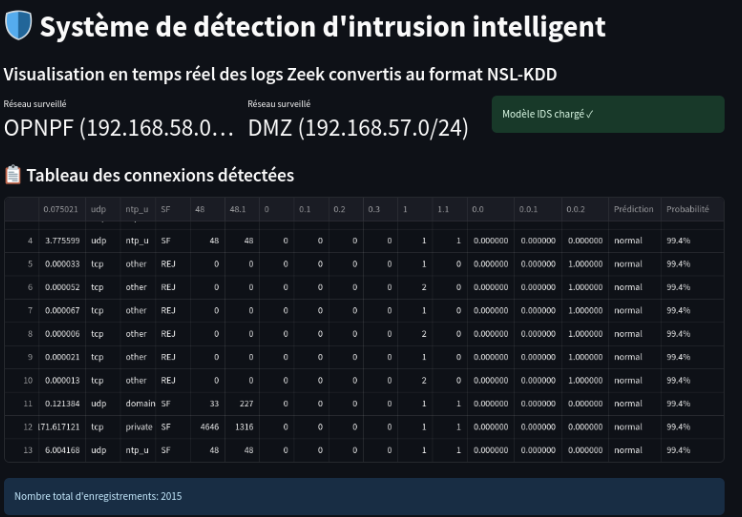 Système de détection d'intrusion intelligent
Visualisation en temps réel des logs Zeek convertis au format NSL-KDD
Réseau surveillé Réseau surveillé
OPNPF (192.168.58.0... DMZ (192.168.57.0/24)
Modèle IDS chargé ✓
Tableau des connexions détectées
0.075021 udp ntp_u SF 48 48.1 0 0.1 0.2 0.3 1 1.1 0.0 0.0.1 0.0.2 Prédiction Probabilité
4 3.775599 udp ntp_u SF 48 48 0 0 0 0 1 1 0.000000 0.000000 0.000000 normal 99.4%
5 0.000033 tcp other REJ 0 0 0 0 0 0 1 0 0.000000 0.000000 1.000000 normal 99.4%
6 0.000052 tcp other REJ 0 0 0 0 0 0 2 0 0.000000 0.000000 1.000000 normal 99.4%
7 0.000067 tcp other REJ 0 0 0 0 0 0 1 0 0.000000 0.000000 1.000000 normal 99.4%
8 0.000006 tcp other REJ 0 0 0 0 0 0 2 0 0.000000 0.000000 1.000000 normal 99.4%
9 0.000021 tcp other REJ 0 0 0 0 0 0 1 0 0.000000 0.000000 1.000000 normal 99.4%
10 0.000013 tcp other REJ 0 0 0 0 0 0 2 0 0.000000 0.000000 1.000000 normal 99.4%
11 0.121384 udp domain SF 33 227 0 0 0 0 1 1 0.000000 0.000000 0.000000 normal 99.4%
12 171.617121 tcp private SF 4646 1316 0 0 0 0 1 1 0.000000 0.000000 0.000000 normal 99.4%
13 6.004168 udp ntp_u SF 48 48 0 0 0 0 1 1 0.000000 0.000000 0.000000 normal 99.4%
Nombre total d'enregistrements: 2015